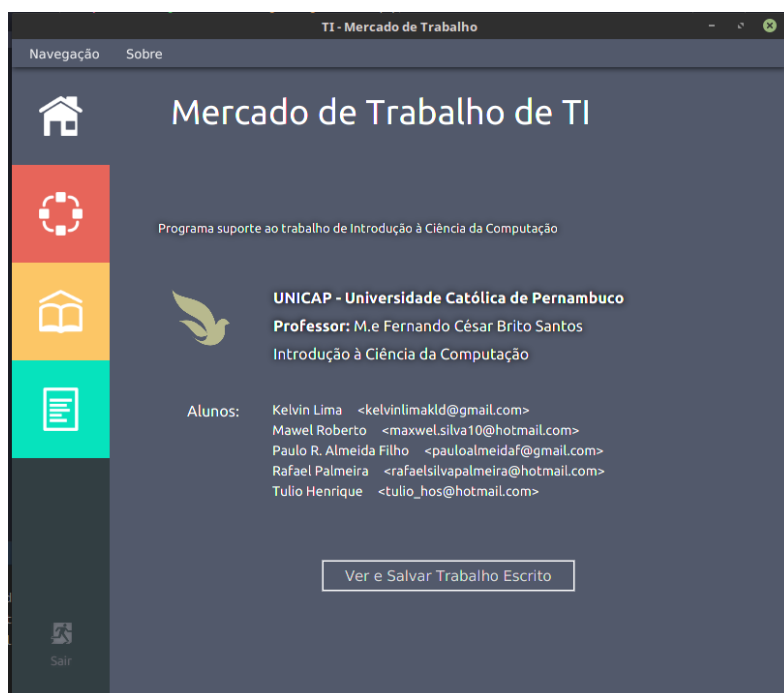 TI - Mercado de Trabalho
Navegação Sobre
Mercado de Trabalho de TI
Programa suporte ao trabalho de Introdução à Ciência da Computação
UNICAP - Universidade Católica de Pernambuco
Professor: M.e Fernando César Brito Santos
Introdução à Ciência da Computação
Alunos:
Kelvin Lima <kelvinlimakld@gmail.com>
Mawel Roberto <maxwel.silva10@hotmail.com>
Paulo R. Almeida Filho <pauloalmeidaf@gmail.com>
Rafael Palmeira <rafaelsilvapalmeira@hotmail.com>
Tulio Henrique <tulio_hos@hotmail.com>
Ver e Salvar Trabalho Escrito
Sair